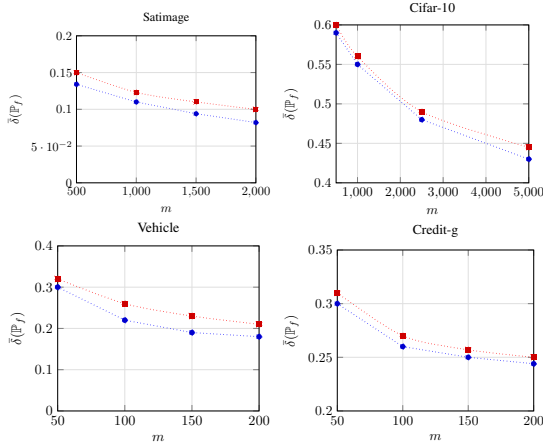 Satimage
0.2
0.15
0.1
5 · 10⁻²
0
500
1,000
1,500
2,000
m
δ̄(ℙ_f)
Cifar-10
0.6
0.55
0.5
0.45
0.4
1,000
2,000
3,000
4,000
5,000
m
δ̄(ℙ_f)
Vehicle
0.4
0.3
0.2
0.1
0
50
100
150
200
m
δ̄(ℙ_f)
Credit-g
0.35
0.3
0.25
0.2
50
100
150
200
m
δ̄(ℙ_f)